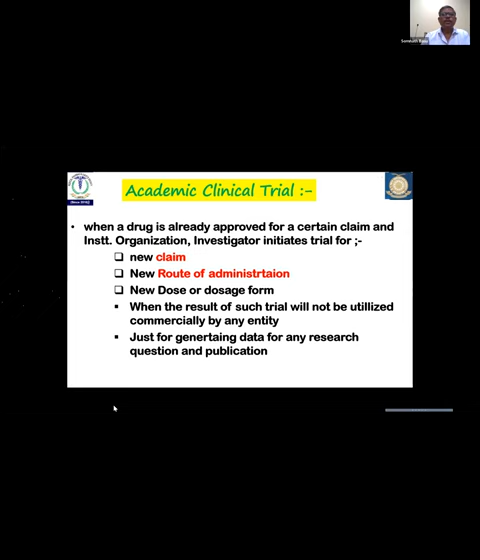 Academic Clinical Trial :-
• when a drug is already approved for a certain claim and
Instt. Organization, Investigator initiates trial for ;-
❑ new claim
❑ New Route of administrtaion
❑ New Dose or dosage form
▪ When the result of such trial will not be utillized
commercially by any entity
▪ Just for genertaing data for any research
question and publication